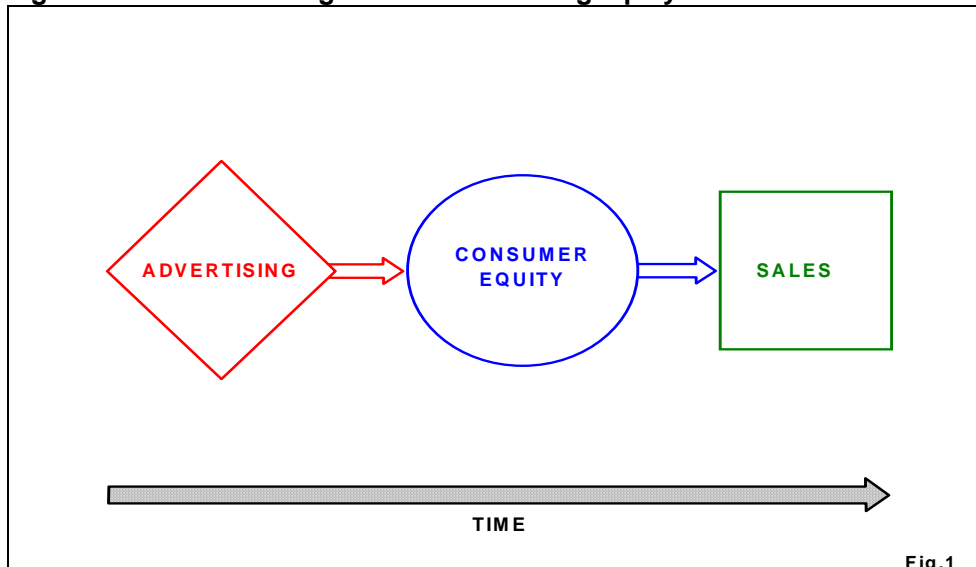 ADVERTISING
CONSUMER
EQUITY
SALES
TIME
Fig.1